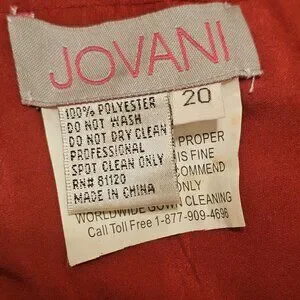 JOVANI
20
100% POLYESTER
DO NOT WASH
DO NOT DRY CLEAN
PROFESSIONAL
SPOT CLEAN ONLY
RN# 81120
MADE IN CHINA
PROPER
IS FINE
COMMEND
ONLY
WORLDWIDE GOWN CLEANING
Call Toll Free 1-877-909-4696